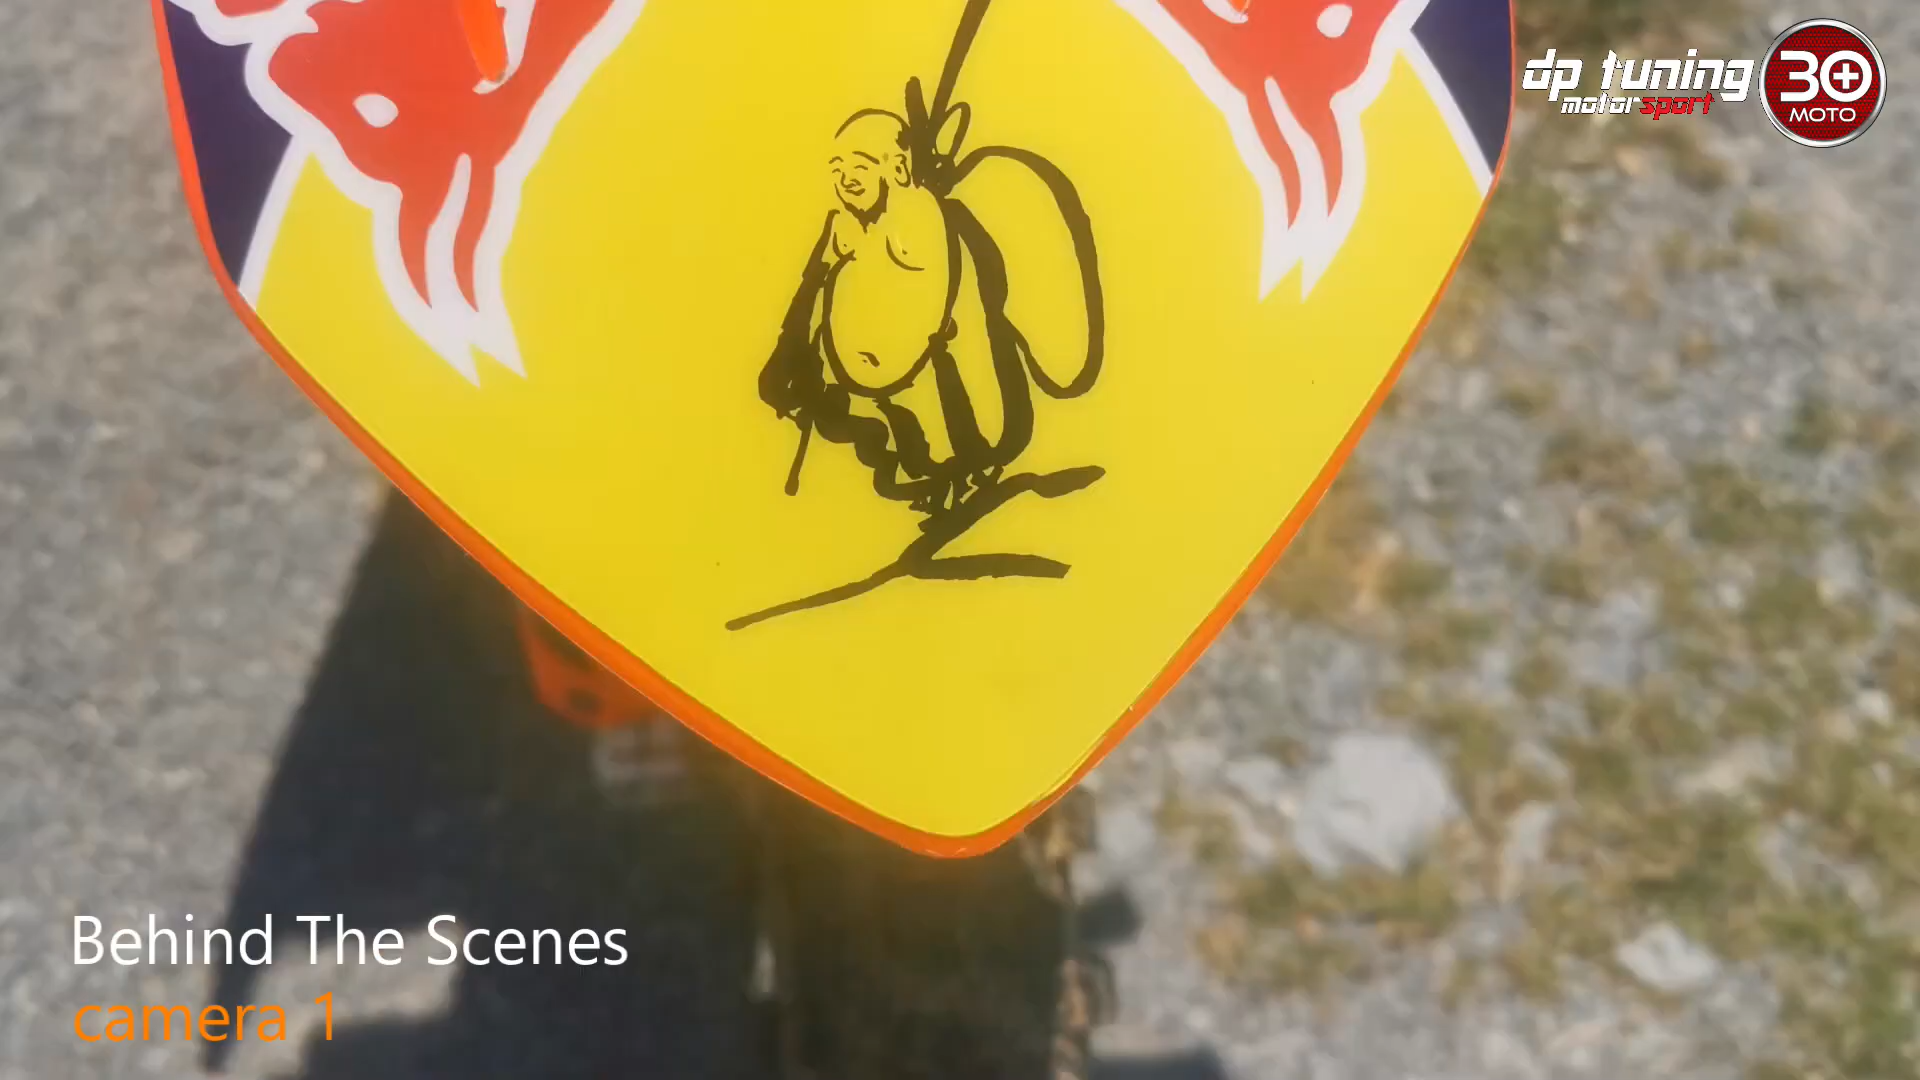 dp tuning
motorsport
30+
MOTO
Behind The Scenes
camera 1